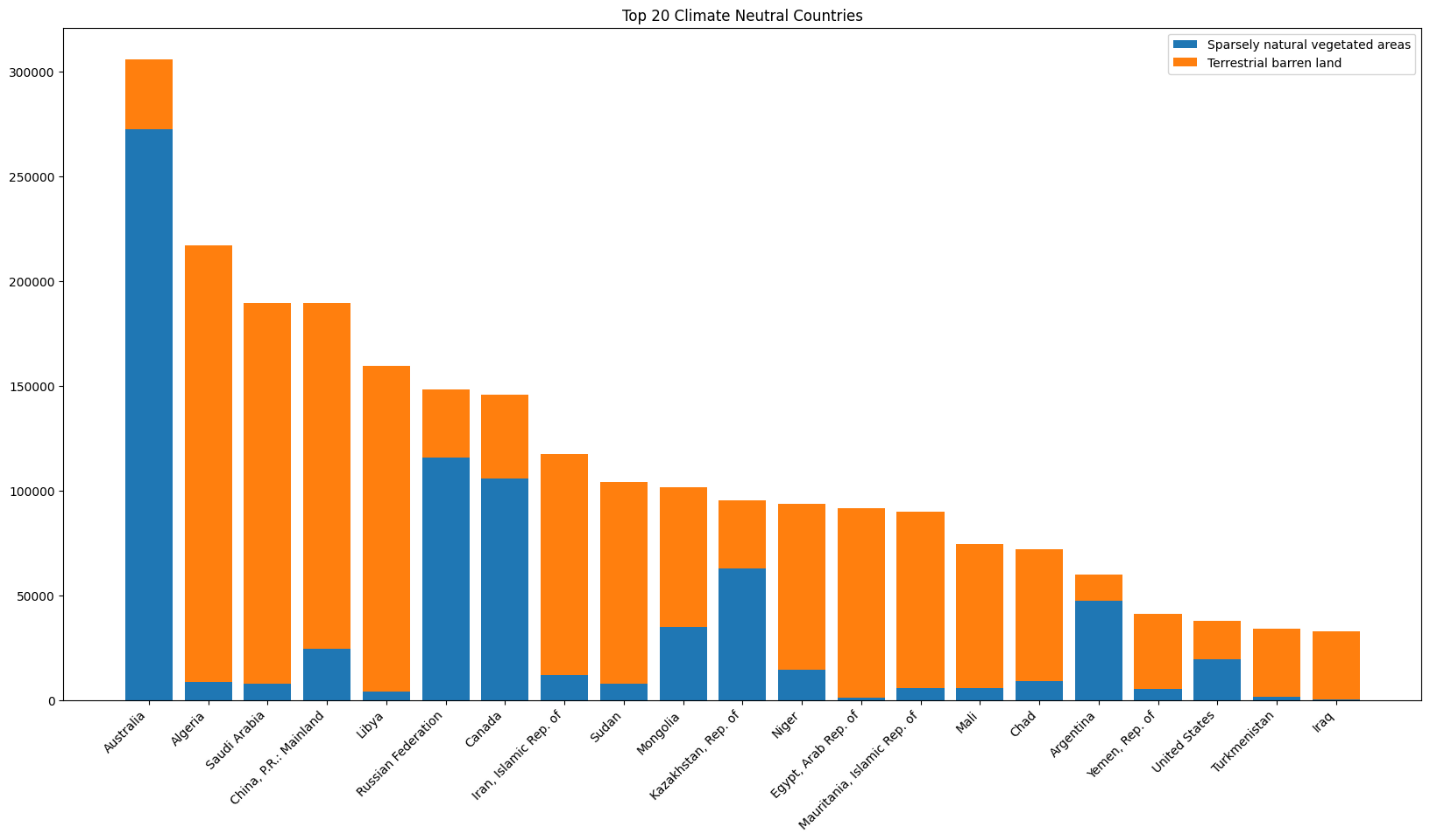 Top 20 Climate Neutral Countries
Sparsely natural vegetated areas
Terrestrial barren land
300000
250000
200000
150000
100000
50000
0
Australia
Algeria
Saudi Arabia
China, P.R.: Mainland
Libya
Russian Federation
Canada
Iran, Islamic Rep. of
Sudan
Mongolia
Kazakhstan, Rep. of
Niger
Egypt, Arab Rep. of
Mauritania, Islamic Rep. of
Mali
Chad
Argentina
Yemen, Rep. of
United States
Turkmenistan
Iraq